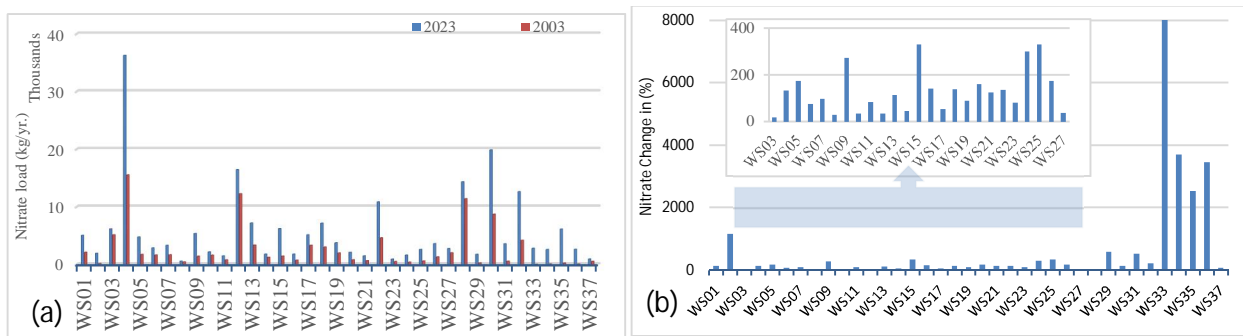 2023 2003
40
30
20
10
0
Thousands
Nitrate load (kg/yr.)
WS01 WS03 WS05 WS07 WS09 WS11 WS13 WS15 WS17 WS19 WS21 WS23 WS25 WS27 WS29 WS31 WS33 WS35 WS37
(a)
8000
6000
4000
2000
0
Nitrate Change in (%)
400
200
0
WS03 WS05 WS07 WS09 WS11 WS13 WS15 WS17 WS19 WS21 WS23 WS25 WS27
WS01 WS03 WS05 WS07 WS09 WS11 WS13 WS15 WS17 WS19 WS21 WS23 WS25 WS27 WS29 WS31 WS33 WS35 WS37
(b)